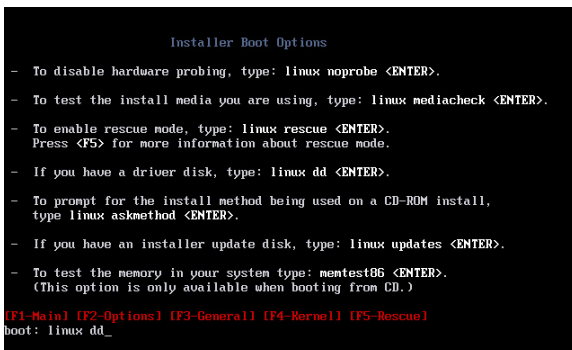 Installer Boot Options
- To disable hardware probing, type: linux noprobe <ENTER>.
- To test the install media you are using, type: linux mediacheck <ENTER>.
- To enable rescue mode, type: linux rescue <ENTER>.
Press <F5> for more information about rescue mode.
- If you have a driver disk, type: linux dd <ENTER>.
- To prompt for the install method being used on a CD-ROM install,
type linux askmethod <ENTER>.
- If you have an installer update disk, type: linux updates <ENTER>.
- To test the memory in your system type: memtest86 <ENTER>.
(This option is only available when booting from CD.)
[F1-Main] [F2-Options] [F3-General] [F4-Kernel] [F5-Rescue]
boot: linux dd_